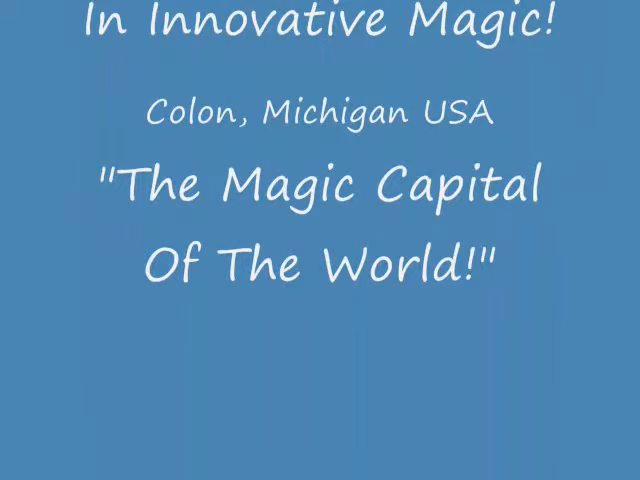 In Innovative Magic!
Colon, Michigan USA
"The Magic Capital
Of The World!"